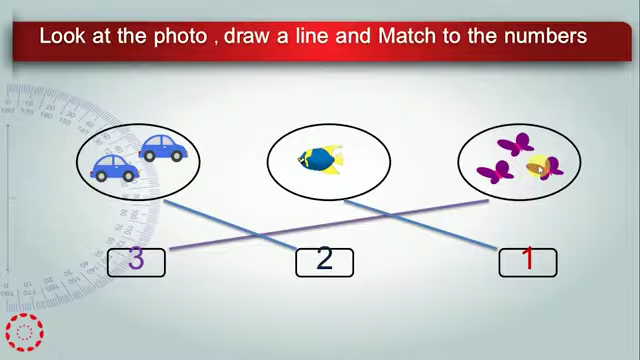 Look at the photo , draw a line and Match to the numbers
3 2 1